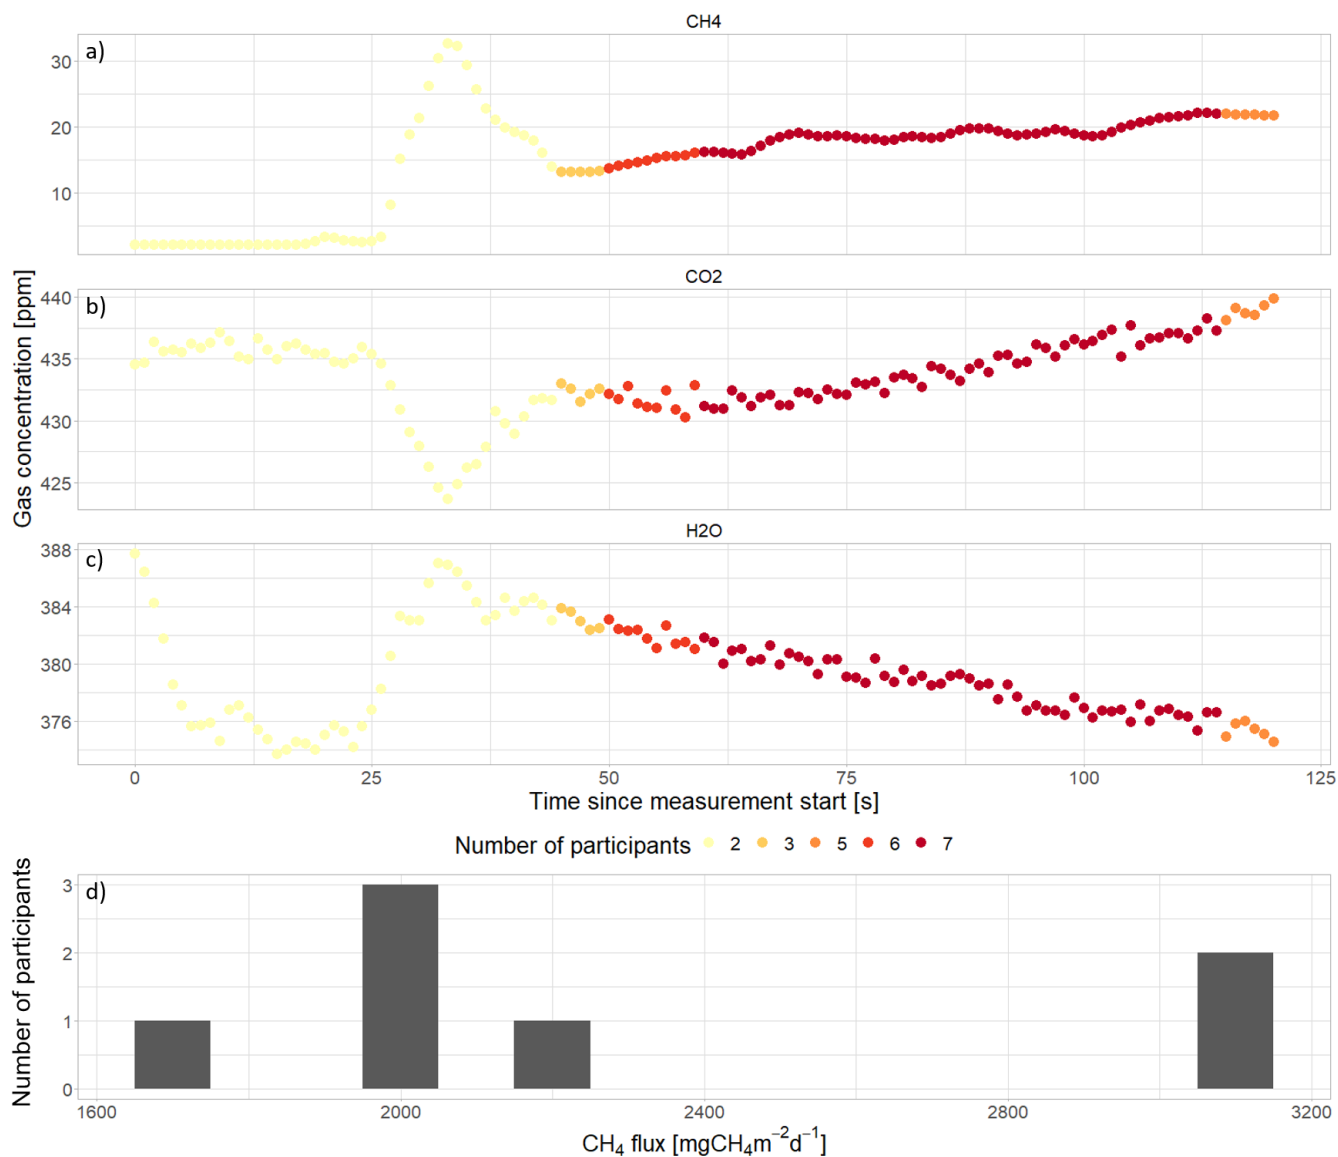 CH4
a)
30
20
10
CO2
b)
440
435
430
425
Gas concentration [ppm]
H2O
c)
388
384
380
376
0 25 50 75 100 125
Time since measurement start [s]
Number of participants 2 3 5 6 7
d)
3
2
1
0
Number of participants
1600 2000 2400 2800 3200
CH₄ flux [mgCH₄m⁻²d⁻¹]